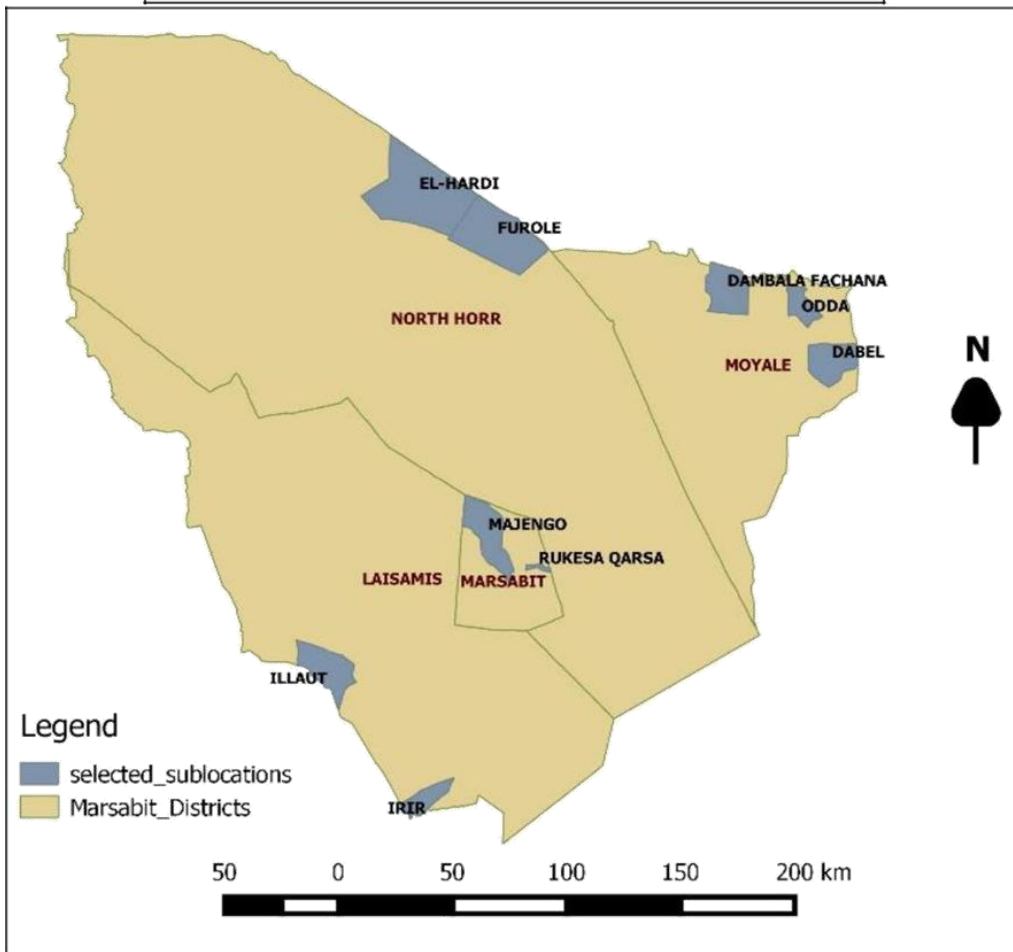 EL-HARDI
FUROLE
DAMBALA FACHANA
ODDA
NORTH HORR
DABEL
MOYALE
N
MAJENGO
RUKESA QARSA
LAISAMIS
MARSABIT
ILLAUT
Legend
selected_sublocations
Marsabit_Districts
IRIR
50 0 50 100 150 200 km